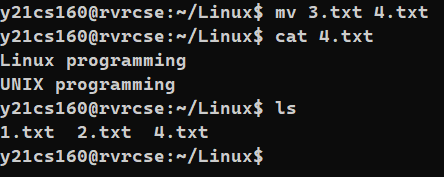 y21cs160@rvrcse:~/Linux$ mv 3.txt 4.txt
y21cs160@rvrcse:~/Linux$ cat 4.txt
Linux programming
UNIX programming
y21cs160@rvrcse:~/Linux$ ls
1.txt  2.txt  4.txt
y21cs160@rvrcse:~/Linux$